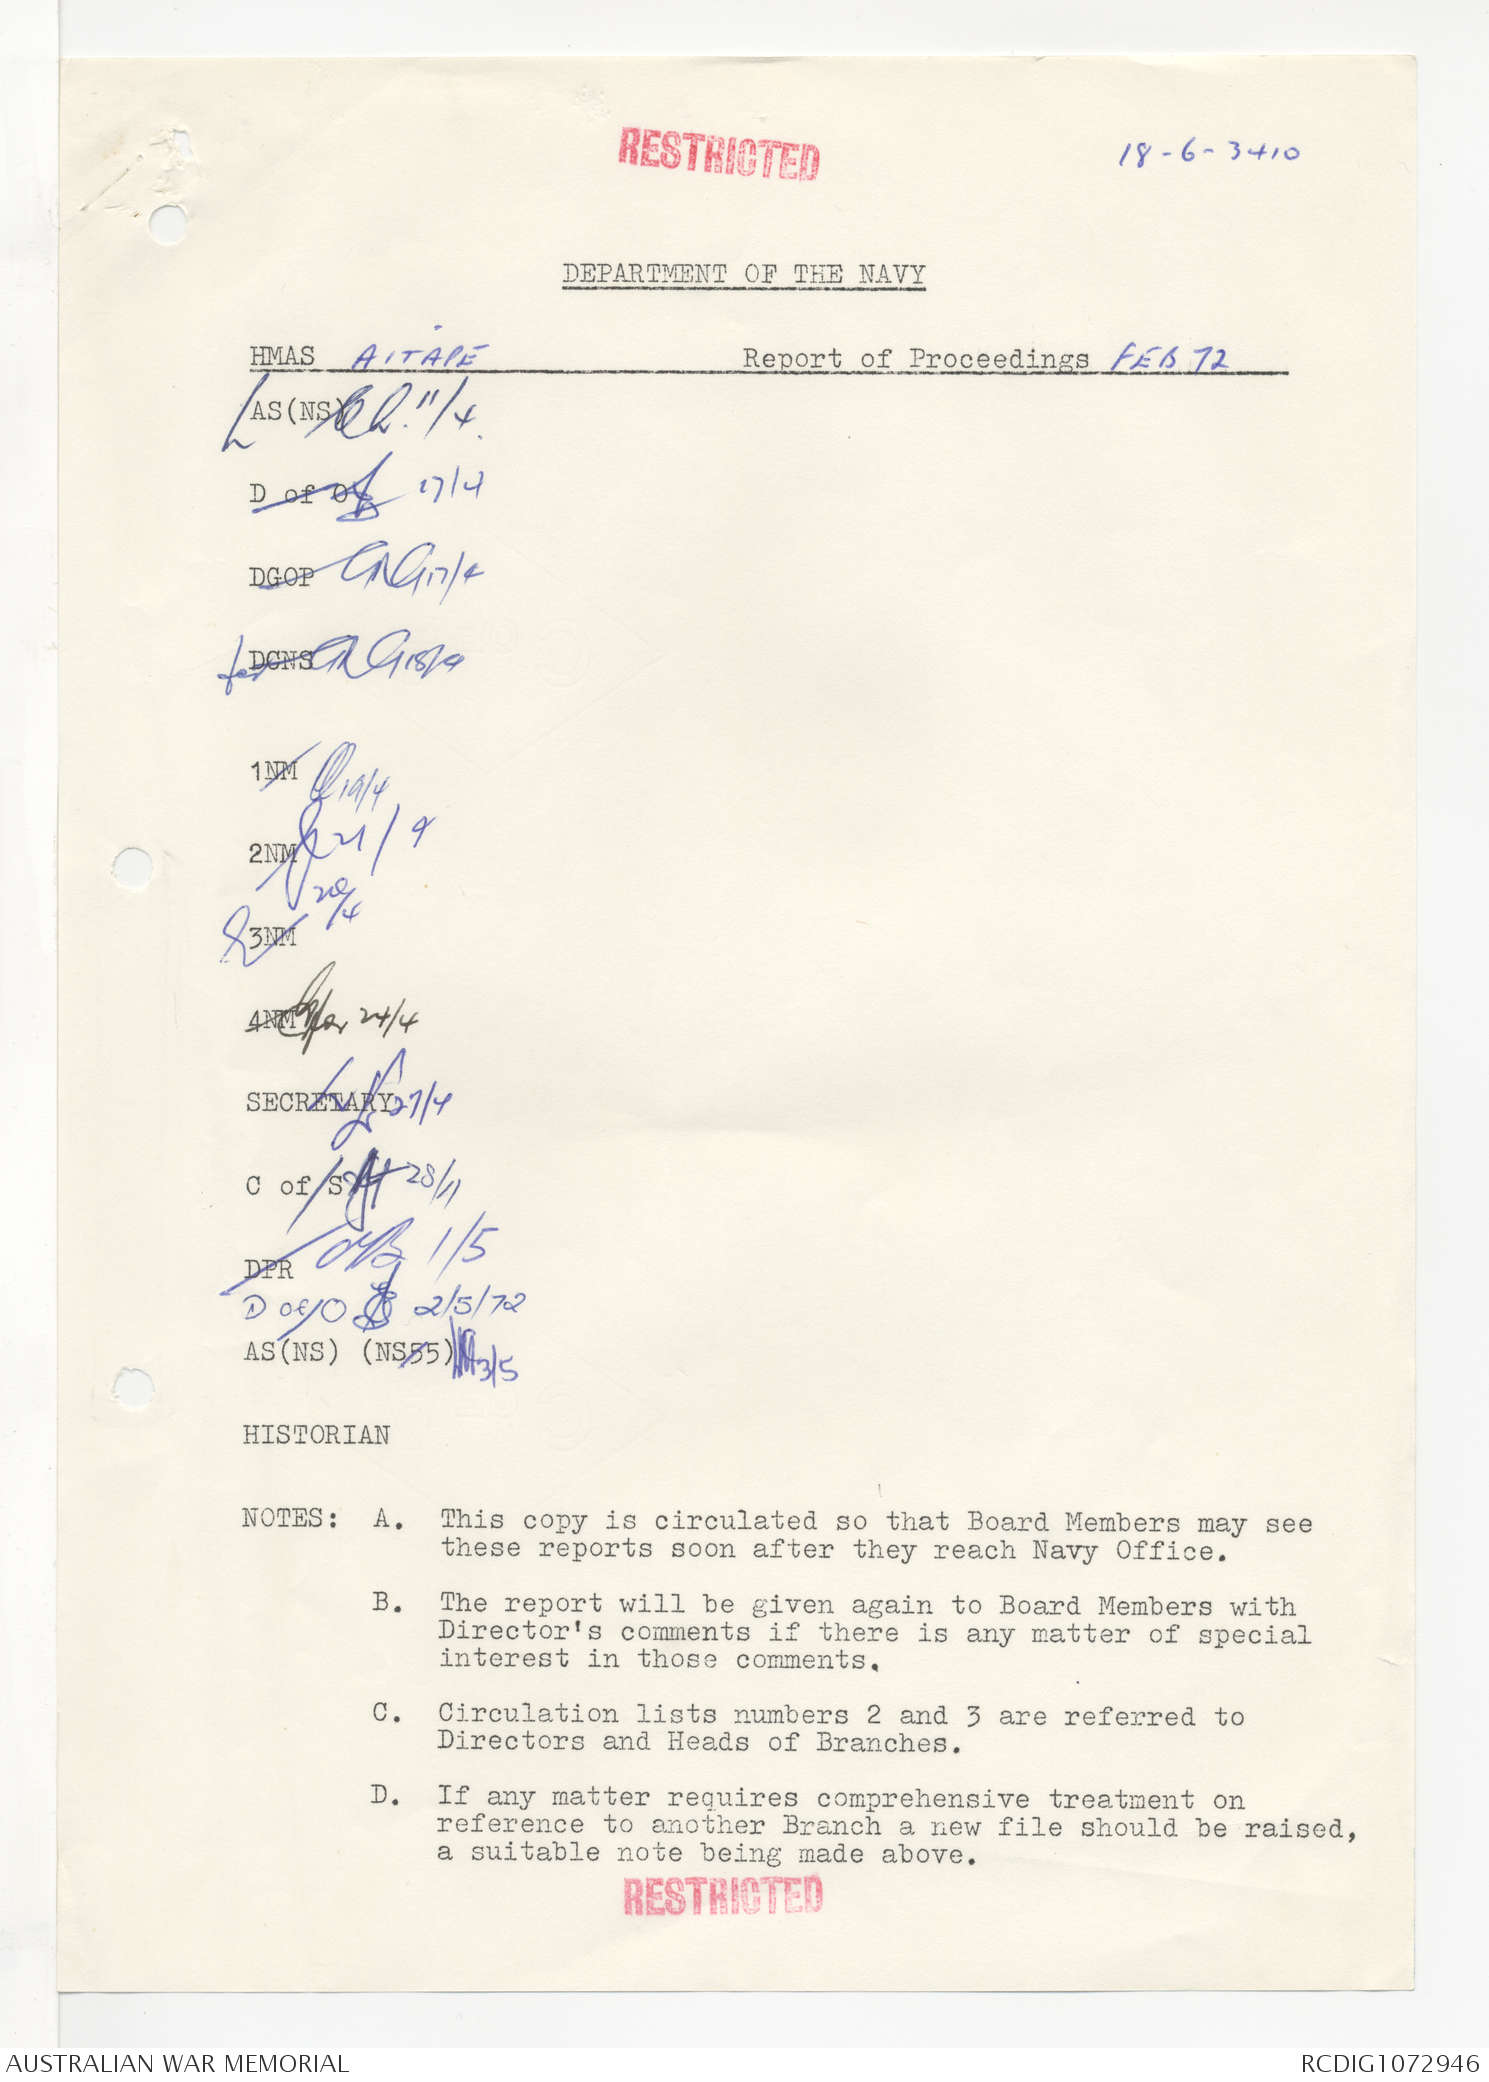 RESTRICTED
18-6-3410
DEPARTMENT OF THE NAVY
HMAS AITAPE Report of Proceedings FEB 72
AS(NS) 11/4
D of O 17/4
DGOP 17/4
for DCNS 18/4
1NM 19/4
2NM 21/4
20/4
3NM
4NM 24/4
SECRETARY 27/4
C of S 28/4
DPR 1/5
D of O 2/5/72
AS(NS) (NS55) 3/5
HISTORIAN
NOTES: A. This copy is circulated so that Board Members may see
these reports soon after they reach Navy Office.
B. The report will be given again to Board Members with
Director's comments if there is any matter of special
interest in those comments.
C. Circulation lists numbers 2 and 3 are referred to
Directors and Heads of Branches.
D. If any matter requires comprehensive treatment on
reference to another Branch a new file should be raised,
a suitable note being made above.
RESTRICTED
AUSTRALIAN WAR MEMORIAL
RCDIG1072946